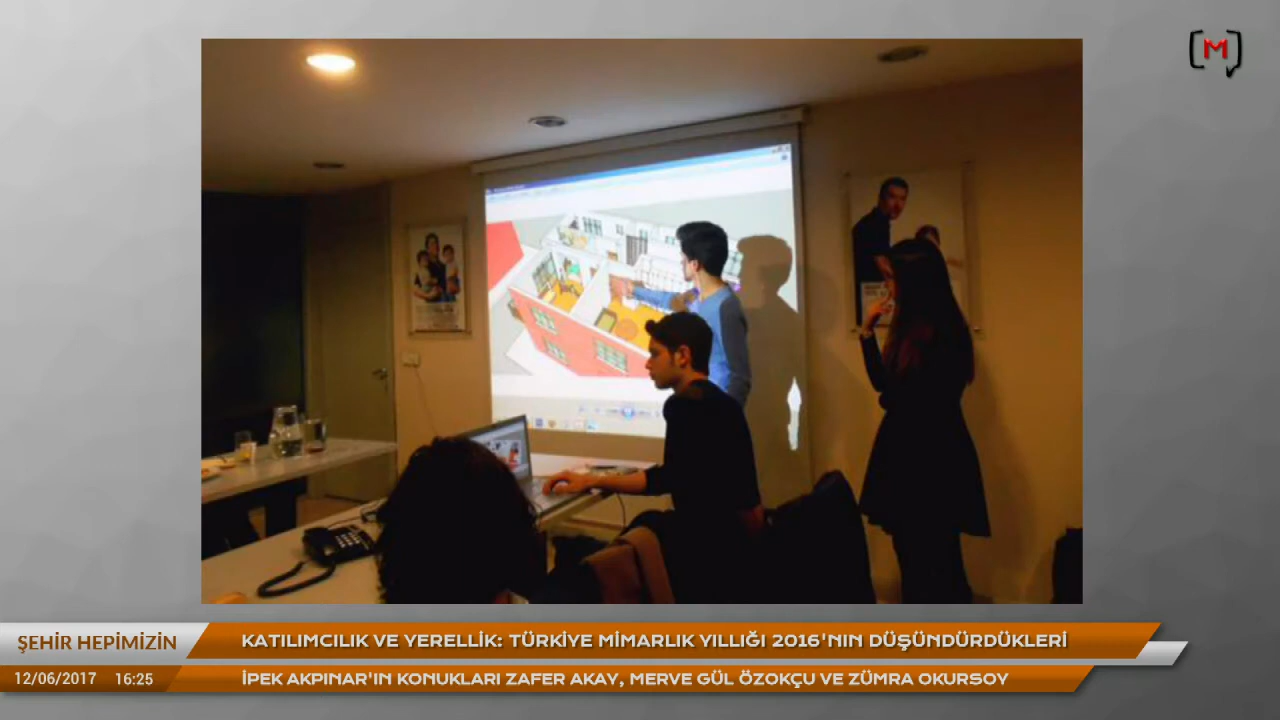 M
ŞEHİR HEPİMİZİN
KATILIMCILIK VE YERELLİK: TÜRKİYE MİMARLIK YILLIĞI 2016'NIN DÜŞÜNDÜRDÜKLERİ
12/06/2017 16:25
İPEK AKPINAR'IN KONUKLARI ZAFER AKAY, MERVE GÜL ÖZOKÇU VE ZÜMRA OKURSOY